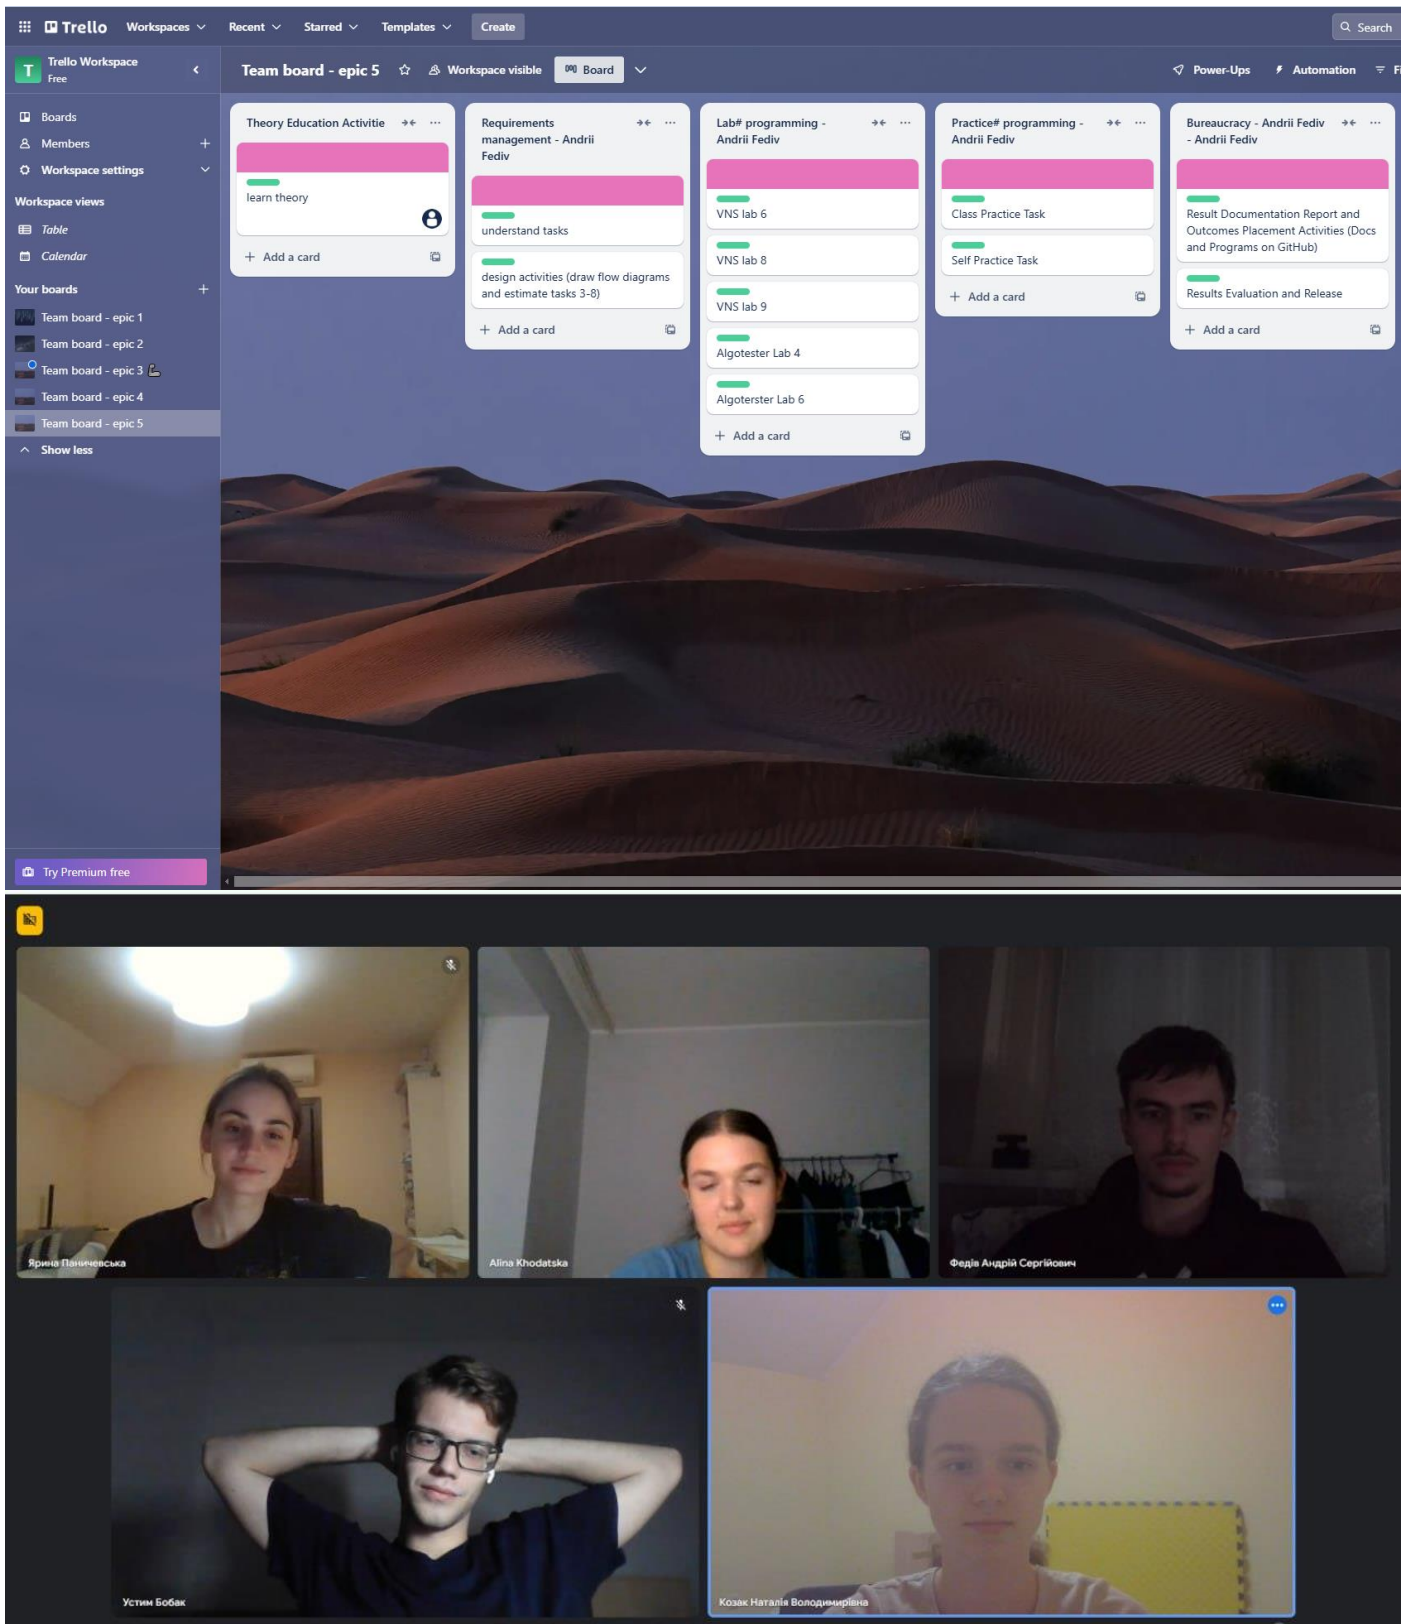 Trello
Workspaces
Recent
Starred
Templates
Create
Search
T
Trello Workspace
Free
Team board - epic 5
Workspace visible
Board
Power-Ups
Automation
Boards
Members
Workspace settings
Workspace views
Table
Calendar
Your boards
Team board - epic 1
Team board - epic 2
Team board - epic 3
Team board - epic 4
Team board - epic 5
Show less
Try Premium free
Theory Education Activitie
learn theory
Add a card
Requirements
management - Andrii
Fediv
understand tasks
design activities (draw flow diagrams
and estimate tasks 3-8)
Add a card
Lab# programming -
Andrii Fediv
VNS lab 6
VNS lab 8
VNS lab 9
Algotester Lab 4
Algoterster Lab 6
Add a card
Practice# programming -
Andrii Fediv
Class Practice Task
Self Practice Task
Add a card
Bureaucracy - Andrii Fediv
- Andrii Fediv
Result Documentation Report and
Outcomes Placement Activities (Docs
and Programs on GitHub)
Results Evaluation and Release
Add a card
Ярина Паничевська
Alina Khodatska
Федів Андрій Сергійович
Устим Бобак
Козак Наталія Володимирівна